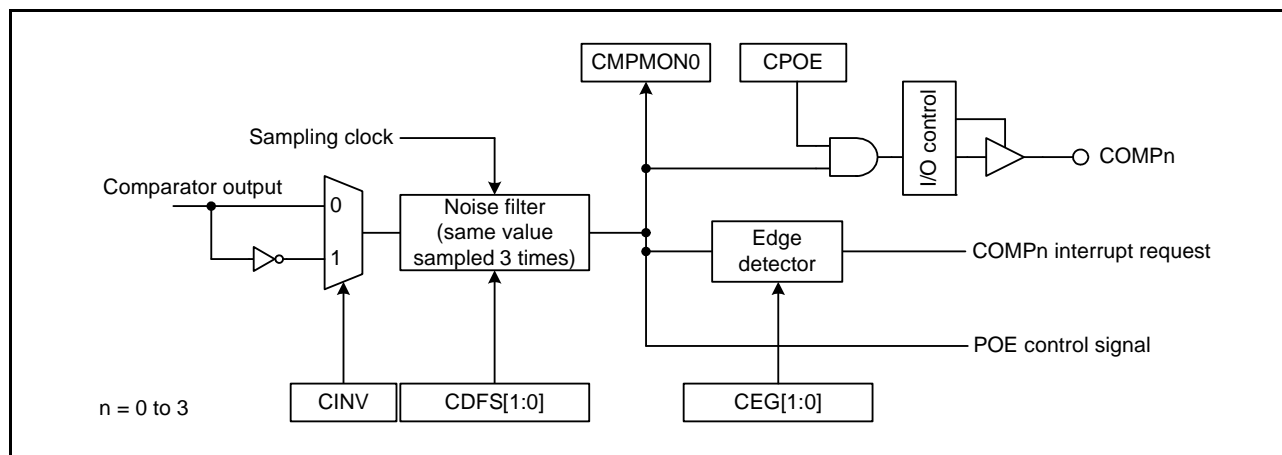 CMPMON0
CPOE
I/O control
COMPn
Sampling clock
Comparator output
0
1
Noise filter
(same value
sampled 3 times)
Edge
detector
COMPn interrupt request
POE control signal
n = 0 to 3
CINV
CDFS[1:0]
CEG[1:0]